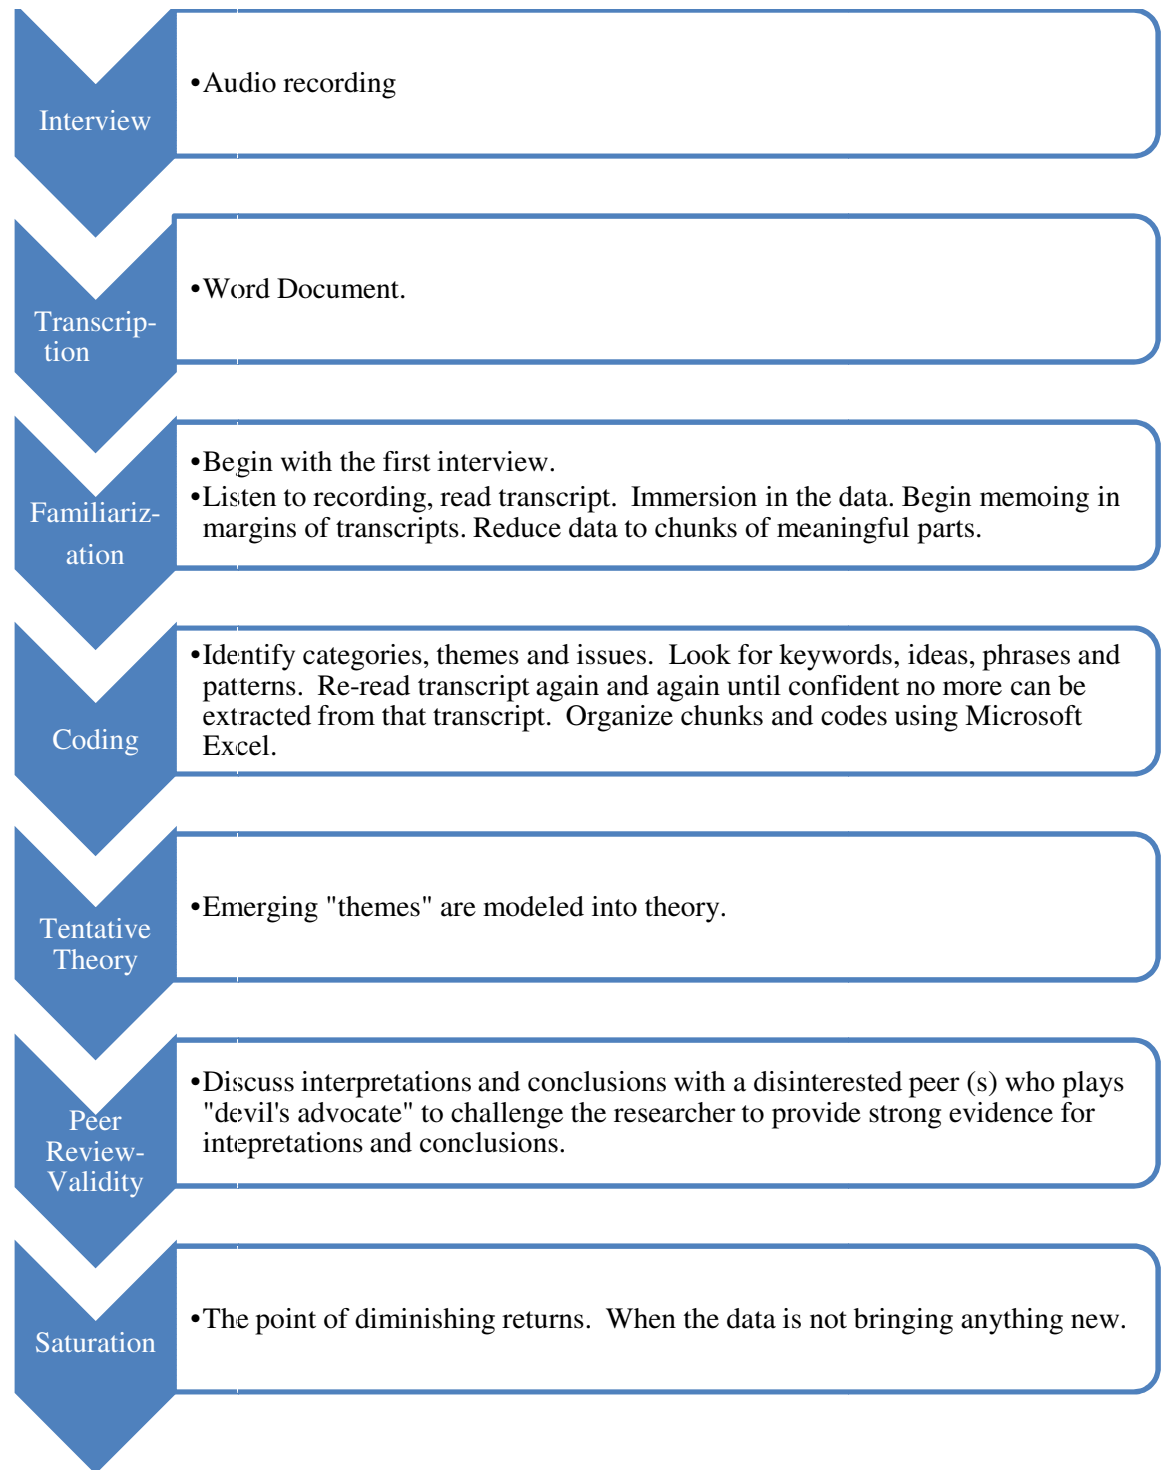 Interview
•Audio recording
Transcrip-
tion
•Word Document.
Familiariz-
ation
•Begin with the first interview.
•Listen to recording, read transcript.  Immersion in the data. Begin memoing in
margins of transcripts. Reduce data to chunks of meaningful parts.
Coding
•Identify categories, themes and issues.  Look for keywords, ideas, phrases and
patterns.  Re-read transcript again and again until confident no more can be
extracted from that transcript.  Organize chunks and codes using Microsoft
Excel.
Tentative
Theory
•Emerging "themes" are modeled into theory.
Peer
Review-
Validity
•Discuss interpretations and conclusions with a disinterested peer (s) who plays
"devil's advocate" to challenge the researcher to provide strong evidence for
intepretations and conclusions.
Saturation
•The point of diminishing returns.  When the data is not bringing anything new.